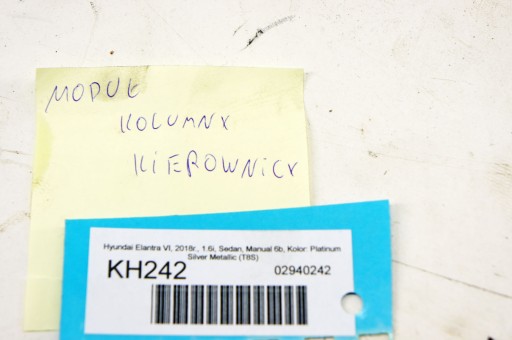 MODUŁ
KOLUMNY
KIEROWNICY
Hyundai Elantra VI, 2018r., 1.6i, Sedan, Manual 6b, Kolor: Platinum
Silver Metallic (T8S)
KH242 02940242